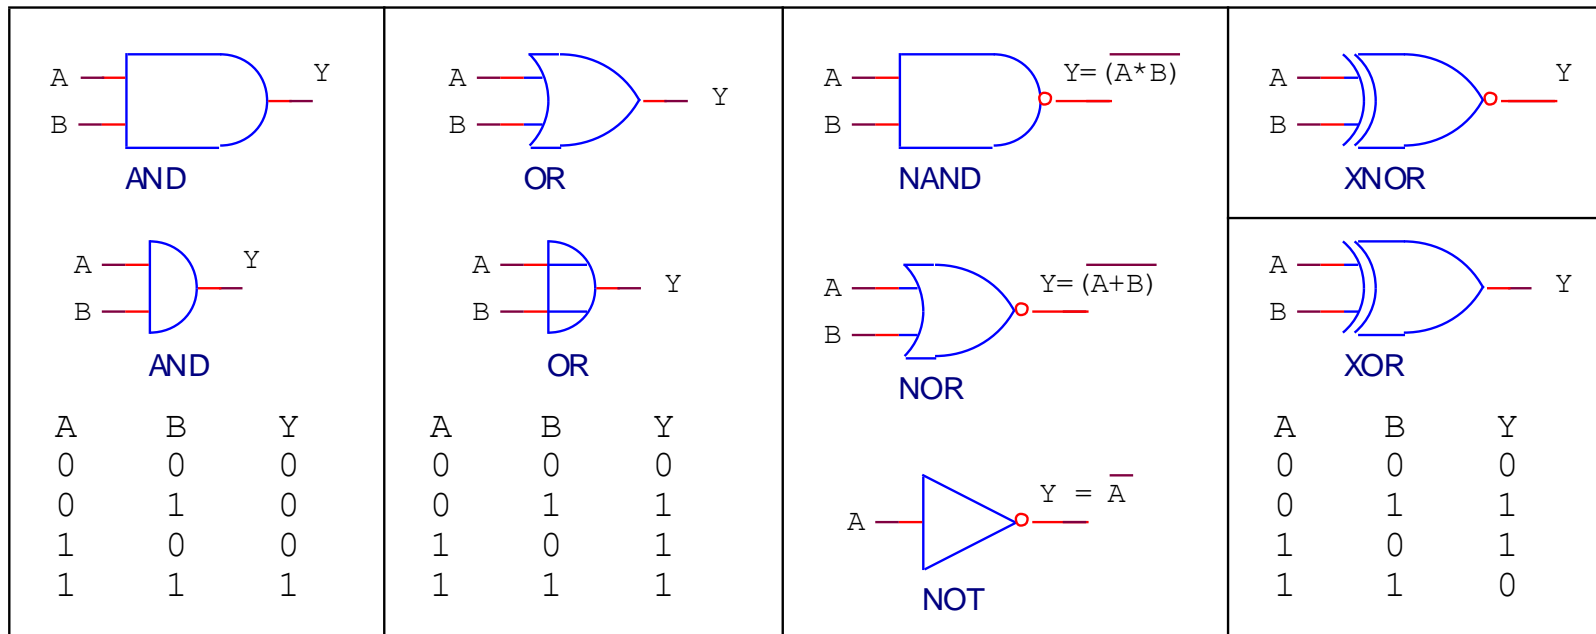 A
Y
B
AND
A
Y
B
AND
A B Y
0 0 0
0 1 0
1 0 0
1 1 1
A
Y
B
OR
A
Y
B
OR
A B Y
0 0 0
0 1 1
1 0 1
1 1 1
A
Y=(A*B)
B
NAND
A
Y=(A+B)
B
NOR
Y = A
A
NOT
A
Y
B
XNOR
A
Y
B
XOR
A B Y
0 0 0
0 1 1
1 0 1
1 1 0